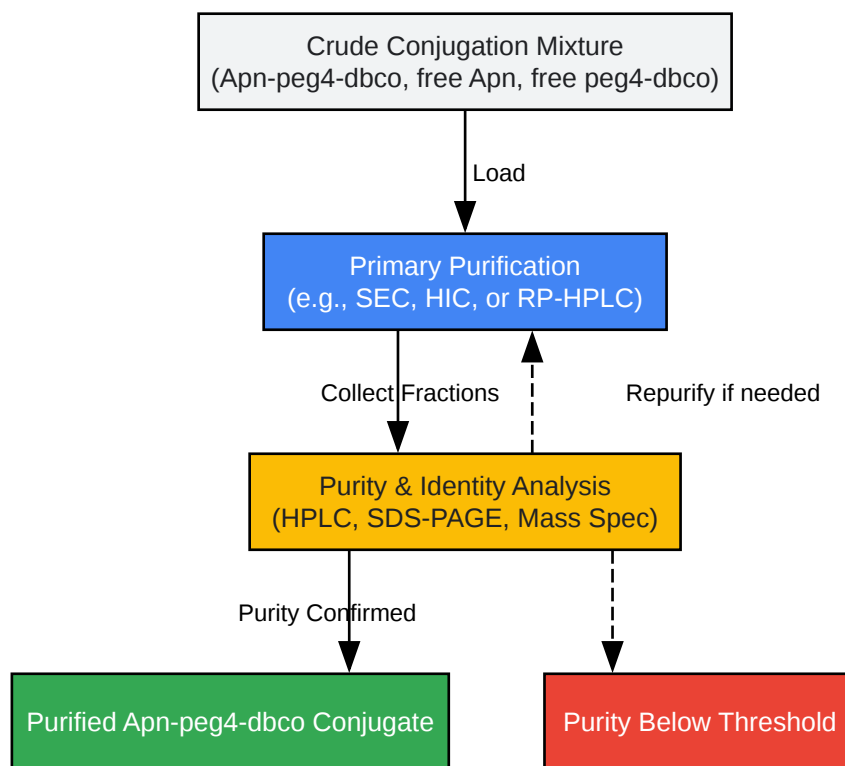 Crude Conjugation Mixture
(Apn-peg4-dbco, free Apn, free peg4-dbco)
Load
Primary Purification
(e.g., SEC, HIC, or RP-HPLC)
Collect Fractions
Repurify if needed
Purity & Identity Analysis
(HPLC, SDS-PAGE, Mass Spec)
Purity Confirmed
Purified Apn-peg4-dbco Conjugate
Purity Below Threshold